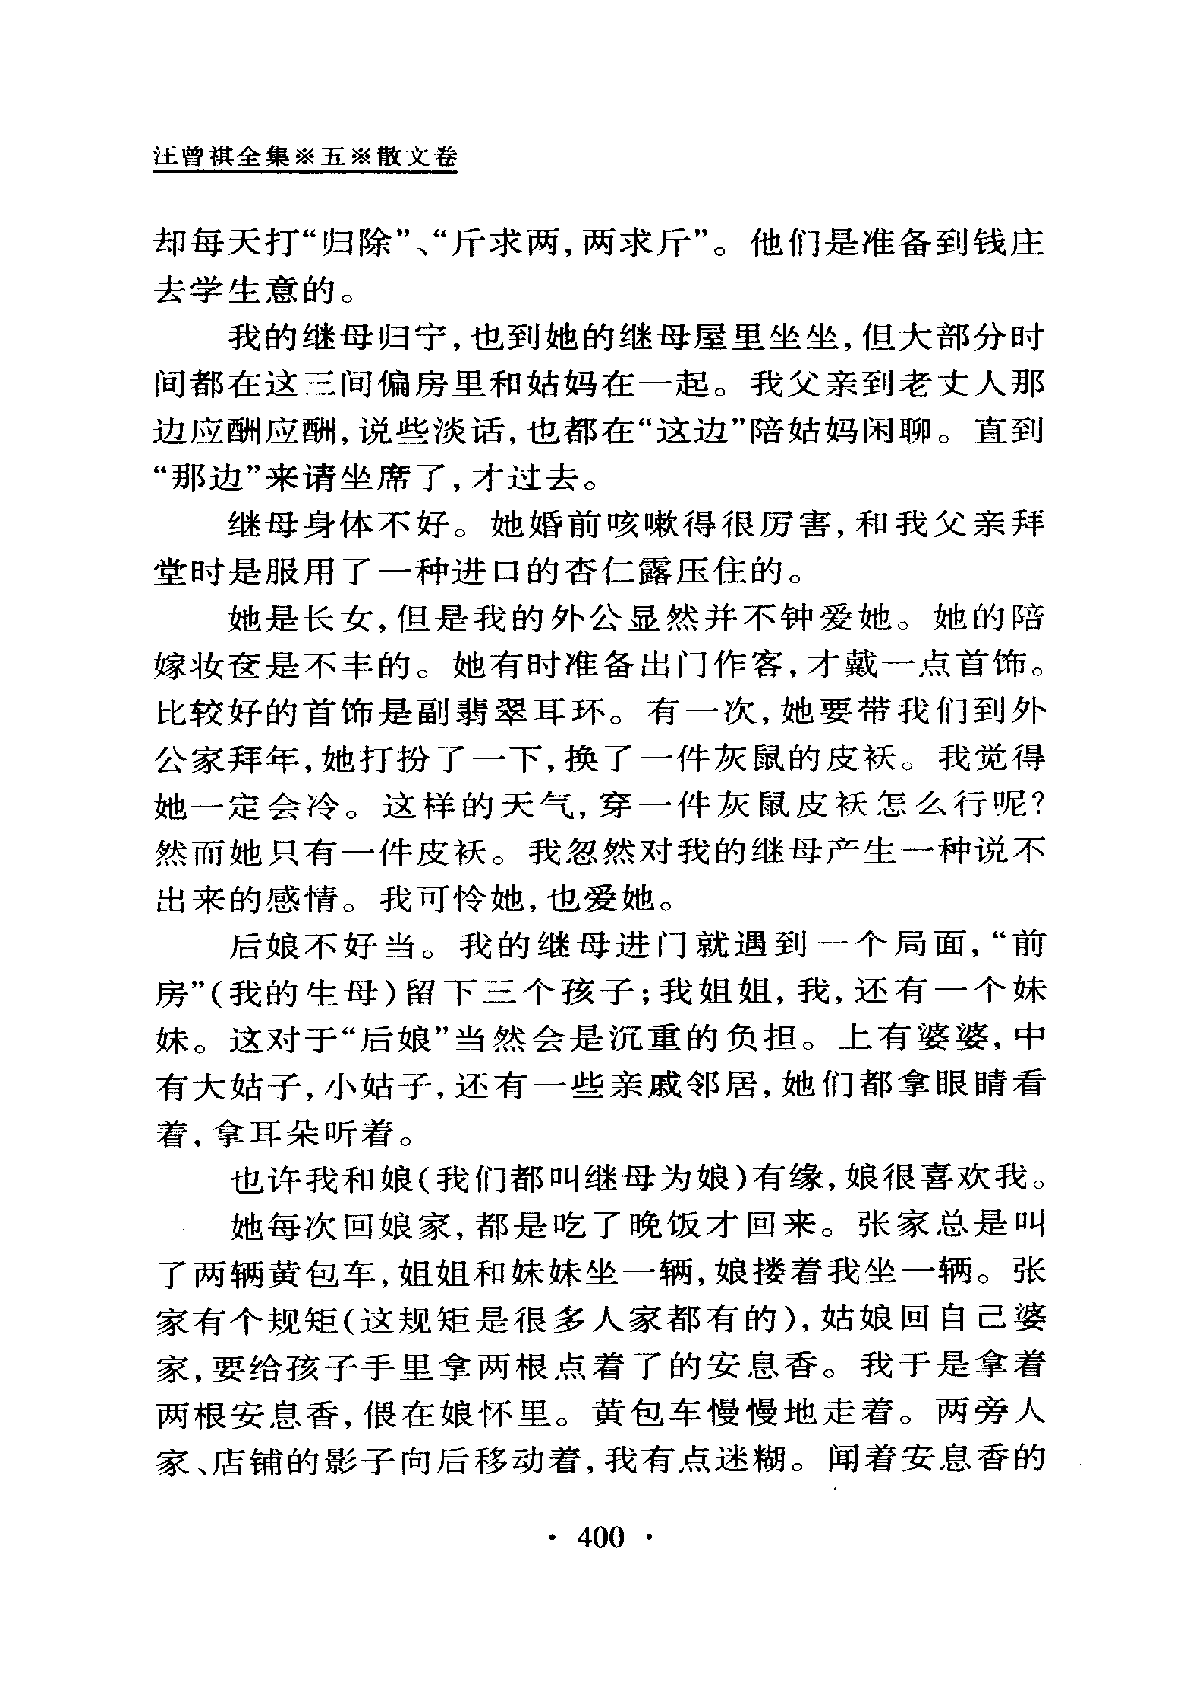 汪曾祺全集※五※散文卷
却每天打“归除”、“斤求两,两求斤”。他们是准备到钱庄
去学生意的。
我的继母归宁,也到她的继母屋里坐坐,但大部分时
间都在这三间偏房里和姑妈在一起。我父亲到老丈人那
边应酬应酬,说些淡话,也都在“这边”陪姑妈闲聊。直到
“那边”来请坐席了,才过去。
继母身体不好。她婚前咳嗽得很厉害,和我父亲拜
堂时是服用了一种进口的杏仁露压住的。
她是长女,但是我的外公显然并不钟爱她。她的陪
嫁妆奁是不丰的。她有时准备出门作客,才戴一点首饰。
比较好的首饰是副翡翠耳环。有一次,她要带我们到外
公家拜年,她打扮了一下,换了一件灰鼠的皮袄。我觉得
她一定会冷。这样的天气,穿一件灰鼠皮袄怎么行呢?
然而她只有一件皮袄。我忽然对我的继母产生一种说不
出来的感情。我可怜她,也爱她。
后娘不好当。我的继母进门就遇到一个局面,“前
房”(我的生母)留下三个孩子;我姐姐,我,还有一个妹
妹。这对于“后娘”当然会是沉重的负担。上有婆婆,中
有大姑子,小姑子,还有一些亲戚邻居,她们都拿眼睛看
着,拿耳朵听着。
也许我和娘(我们都叫继母为娘)有缘,娘很喜欢我。
她每次回娘家,都是吃了晚饭才回来。张家总是叫
了两辆黄包车,姐姐和妹妹坐一辆,娘搂着我坐一辆。张
家有个规矩(这规矩是很多人家都有的),姑娘回自己婆
家,要给孩子手里拿两根点着了的安息香。我于是拿着
两根安息香,偎在娘怀里。黄包车慢慢地走着。两旁人
家、店铺的影子向后移动着,我有点迷糊。闻着安息香的
· 400 ·